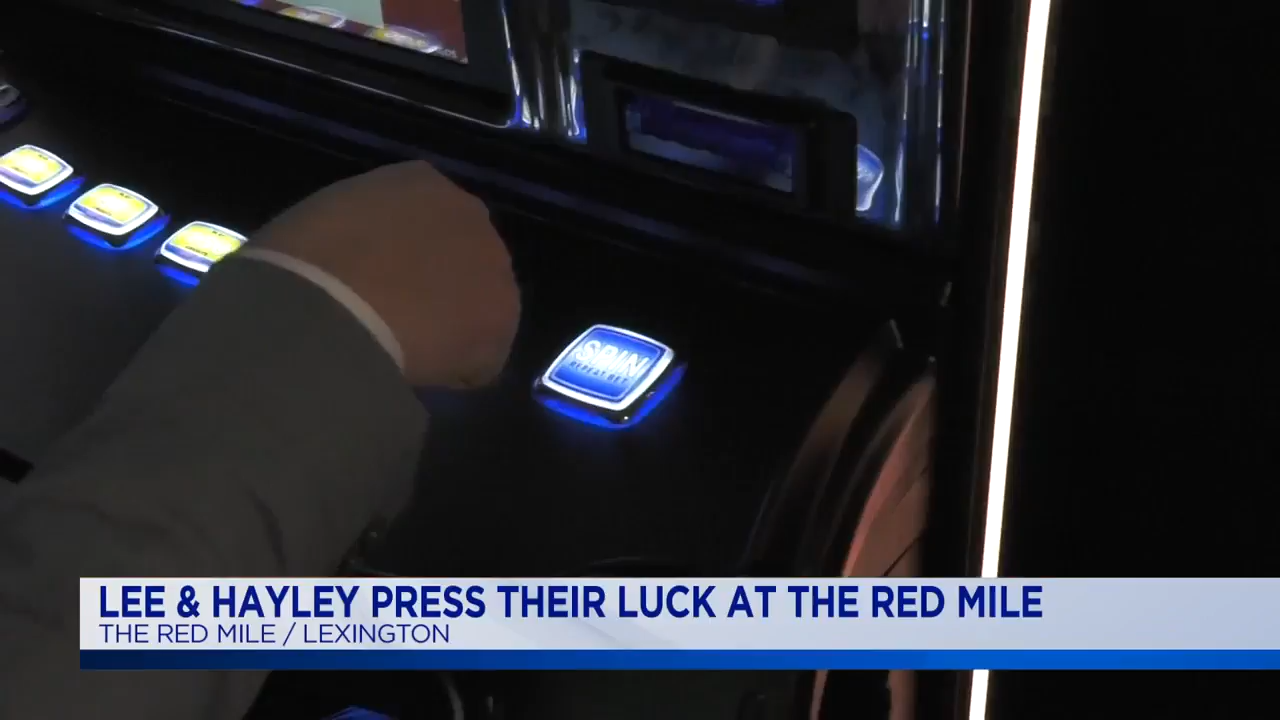 SPIN
LEE & HAYLEY PRESS THEIR LUCK AT THE RED MILE
THE RED MILE / LEXINGTON